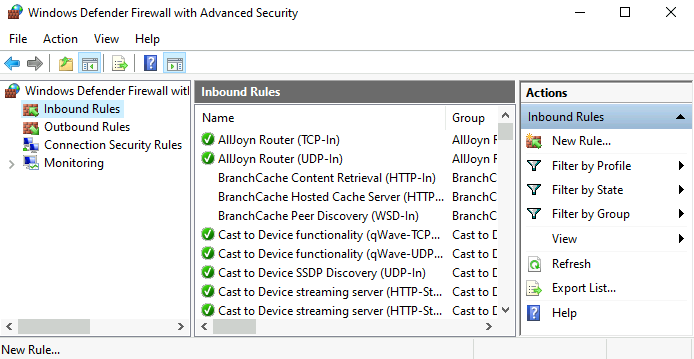 Windows Defender Firewall with Advanced Security
File Action View Help
Windows Defender Firewall with
Inbound Rules
Outbound Rules
Connection Security Rules
Monitoring
Inbound Rules
Name Group
AllJoyn Router (TCP-In) AllJoyn R
AllJoyn Router (UDP-In) AllJoyn R
BranchCache Content Retrieval (HTTP-In) BranchC
BranchCache Hosted Cache Server (HTTP... BranchC
BranchCache Peer Discovery (WSD-In) BranchC
Cast to Device functionality (qWave-TCP... Cast to D
Cast to Device functionality (qWave-UDP... Cast to D
Cast to Device SSDP Discovery (UDP-In) Cast to D
Cast to Device streaming server (HTTP-St... Cast to D
Cast to Device streaming server (HTTP-St... Cast to D
Actions
Inbound Rules
New Rule...
Filter by Profile
Filter by State
Filter by Group
View
Refresh
Export List...
Help
New Rule...